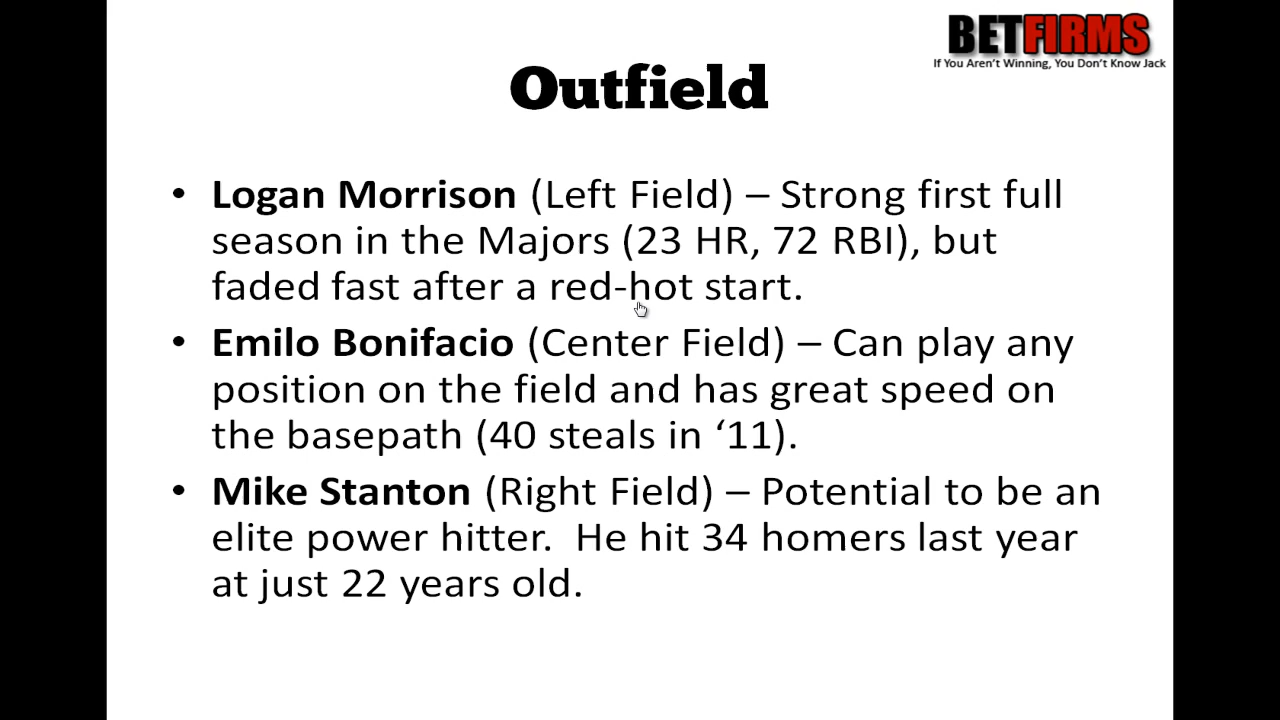 BETFIRMS
If You Aren't Winning, You Don't Know Jack
Outfield
• Logan Morrison (Left Field) – Strong first full
season in the Majors (23 HR, 72 RBI), but
faded fast after a red-hot start.
• Emilo Bonifacio (Center Field) – Can play any
position on the field and has great speed on
the basepath (40 steals in ‘11).
• Mike Stanton (Right Field) – Potential to be an
elite power hitter.  He hit 34 homers last year
at just 22 years old.